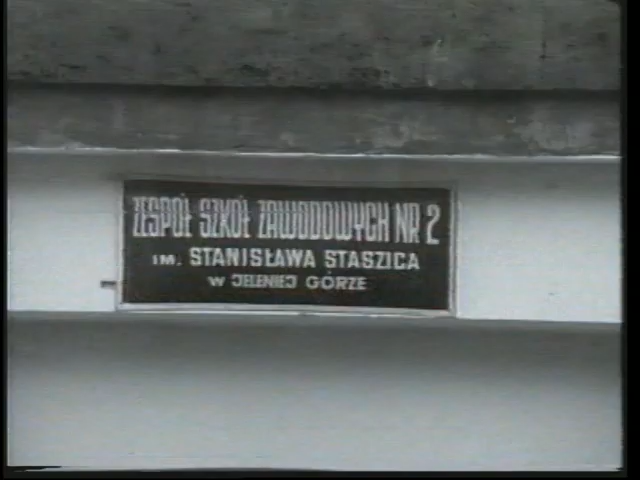 ZESPÓŁ SZKÓŁ ZAWODOWYCH NR 2
IM. STANISŁAWA STASZICA
W JELENIEJ GÓRZE